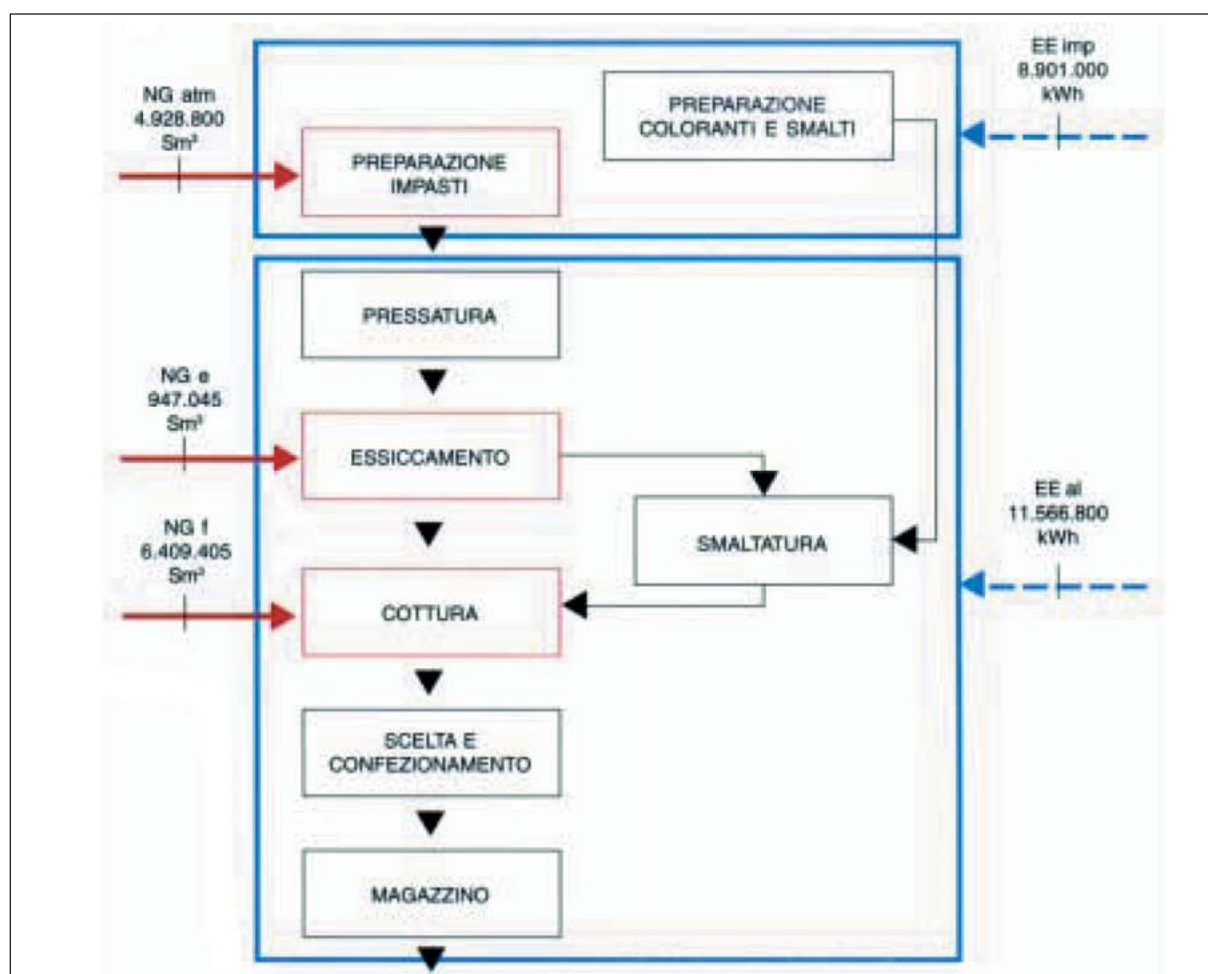 EE imp
8.901.000
kWh
NG atm
4.928.800
Sm³
PREPARAZIONE
COLORANTI E SMALTI
PREPARAZIONE
IMPASTI
PRESSATURA
NG e
947.045
Sm³
ESSICCAMENTO
EE al
11.566.800
kWh
NG f
6.409.405
Sm³
SMALTATURA
COTTURA
SCELTA E
CONFEZIONAMENTO
MAGAZZINO